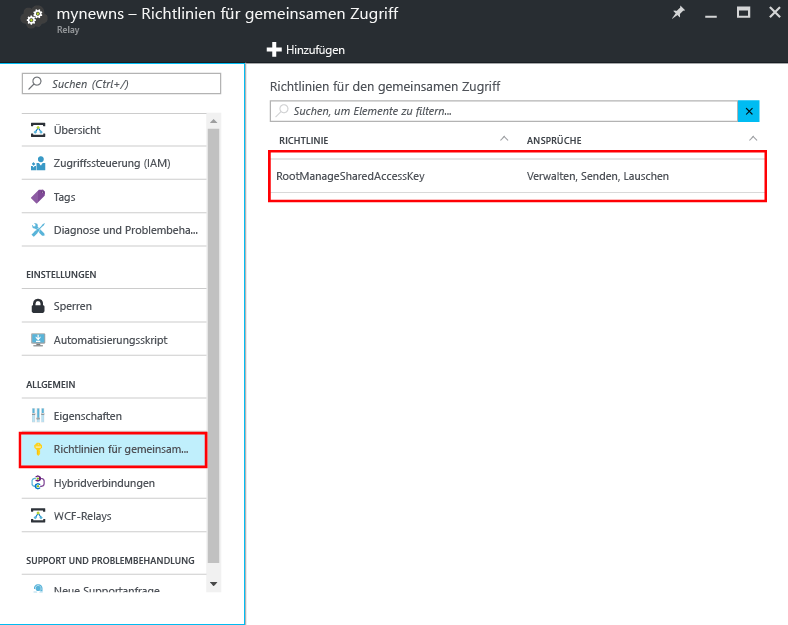 mynewns – Richtlinien für gemeinsamen Zugriff
Relay
Hinzufügen
Suchen (Ctrl+/)
Übersicht
Zugriffssteuerung (IAM)
Tags
Diagnose und Problembeha...
EINSTELLUNGEN
Sperren
Automatisierungsskript
ALLGEMEIN
Eigenschaften
Richtlinien für gemeinsam...
Hybridverbindungen
WCF-Relays
SUPPORT UND PROBLEMBEHANDLUNG
Neue Supportanfrage
Richtlinien für den gemeinsamen Zugriff
Suchen, um Elemente zu filtern...
RICHTLINIE ANSPRÜCHE
RootManageSharedAccessKey Verwalten, Senden, Lauschen